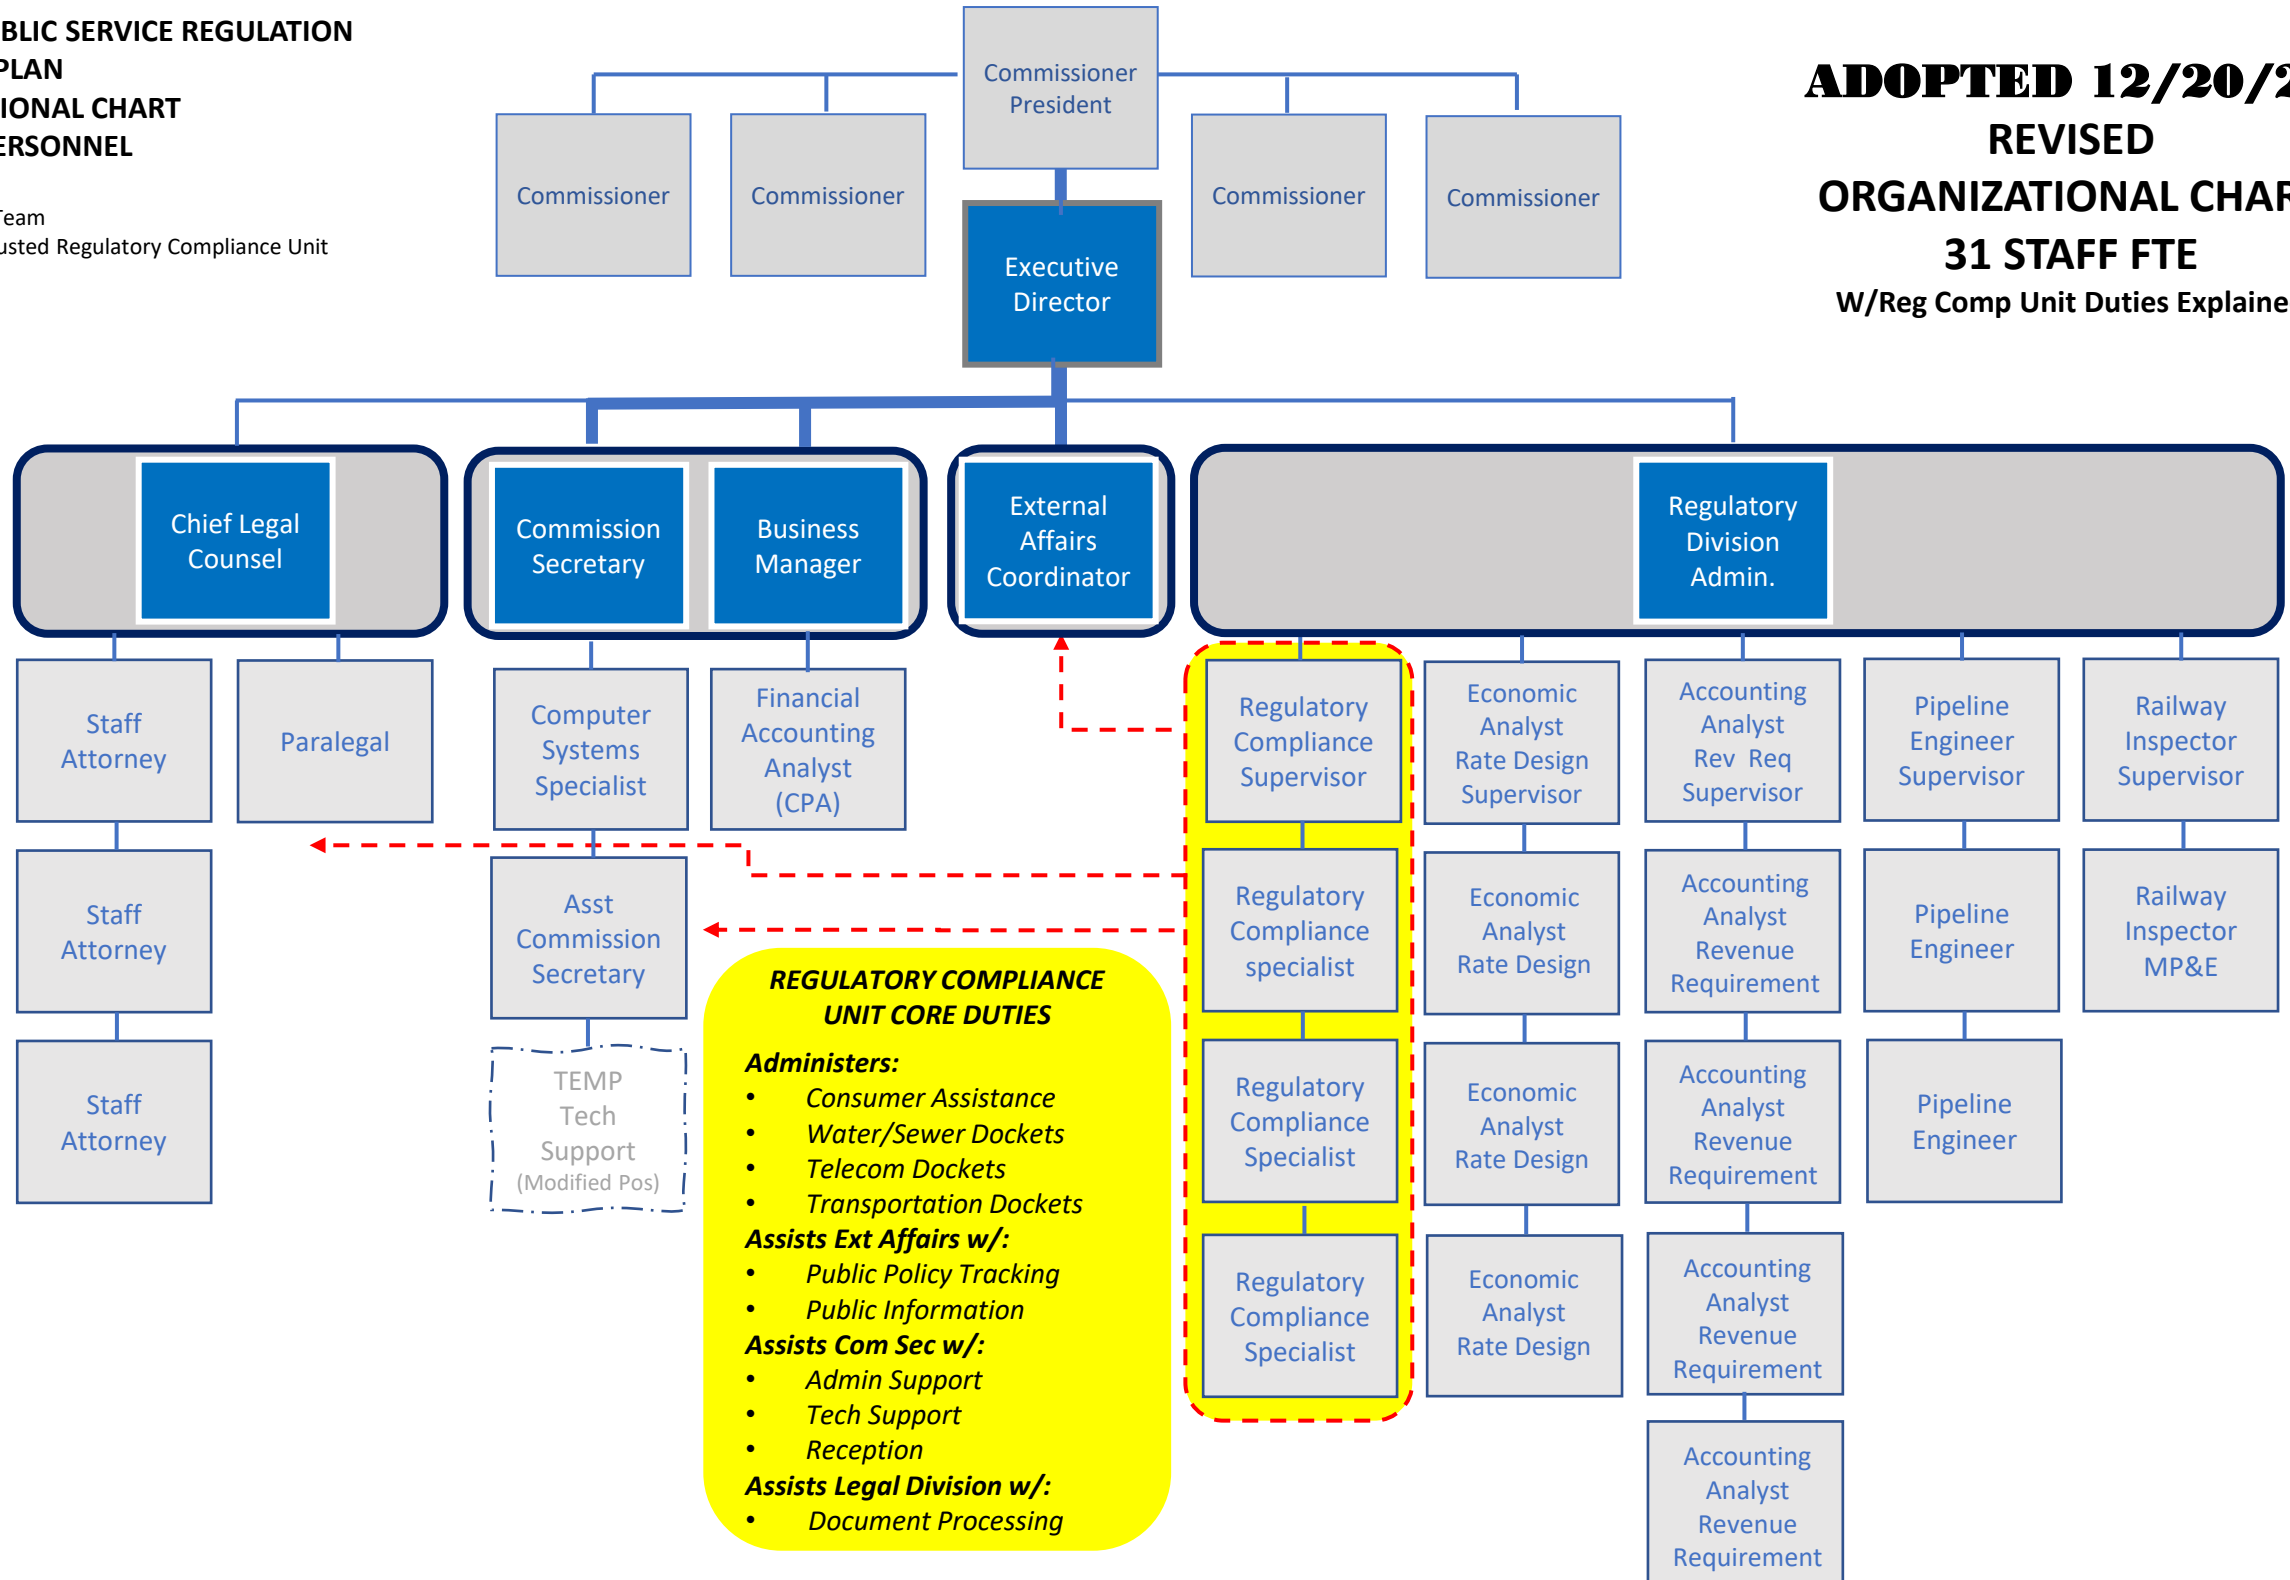 BLIC SERVICE REGULATION
PLAN
IONAL CHART
ERSONNEL
Team
usted Regulatory Compliance Unit
ADOPTED 12/20/2
REVISED
ORGANIZATIONAL CHAR
31 STAFF FTE
W/Reg Comp Unit Duties Explaine
Commissioner
President
Commissioner
Commissioner
Commissioner
Commissioner
Executive
Director
Chief Legal
Counsel
Commission
Secretary
Business
Manager
External
Affairs
Coordinator
Regulatory
Division
Admin.
Staff
Attorney
Paralegal
Computer
Systems
Specialist
Financial
Accounting
Analyst
(CPA)
Regulatory
Compliance
Supervisor
Economic
Analyst
Rate Design
Supervisor
Accounting
Analyst
Rev Req
Supervisor
Pipeline
Engineer
Supervisor
Railway
Inspector
Supervisor
Staff
Attorney
Asst
Commission
Secretary
Regulatory
Compliance
specialist
Economic
Analyst
Rate Design
Accounting
Analyst
Revenue
Requirement
Pipeline
Engineer
Railway
Inspector
MP&E
Staff
Attorney
TEMP
Tech
Support
(Modified Pos)
Regulatory
Compliance
Specialist
Economic
Analyst
Rate Design
Accounting
Analyst
Revenue
Requirement
Pipeline
Engineer
Regulatory
Compliance
Specialist
Economic
Analyst
Rate Design
Accounting
Analyst
Revenue
Requirement
Accounting
Analyst
Revenue
Requirement
REGULATORY COMPLIANCE
UNIT CORE DUTIES
Administers:
• Consumer Assistance
• Water/Sewer Dockets
• Telecom Dockets
• Transportation Dockets
Assists Ext Affairs w/:
• Public Policy Tracking
• Public Information
Assists Com Sec w/:
• Admin Support
• Tech Support
• Reception
Assists Legal Division w/:
• Document Processing